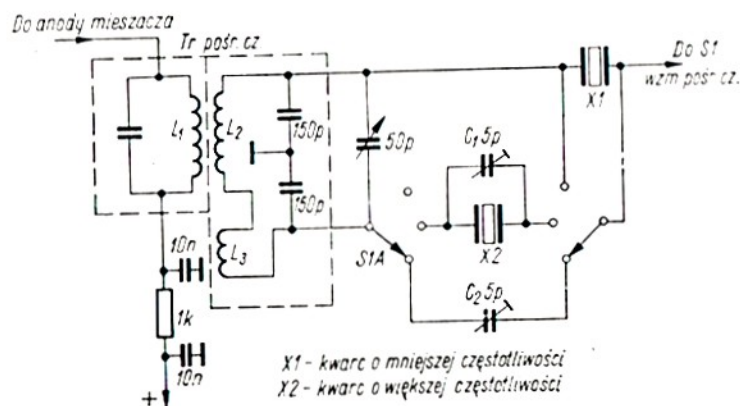 Do anody mieszacza
Tr pośr. cz
Do S1
wzm. pośr. cz.
X1
L1
L2
150p
150p
50p
C1 5p
X2
L3
S1A
10n
1k
10n
C2 5p
+
X1 - kwarc o mniejszej częstotliwości
X2 - kwarc o większej częstotliwości